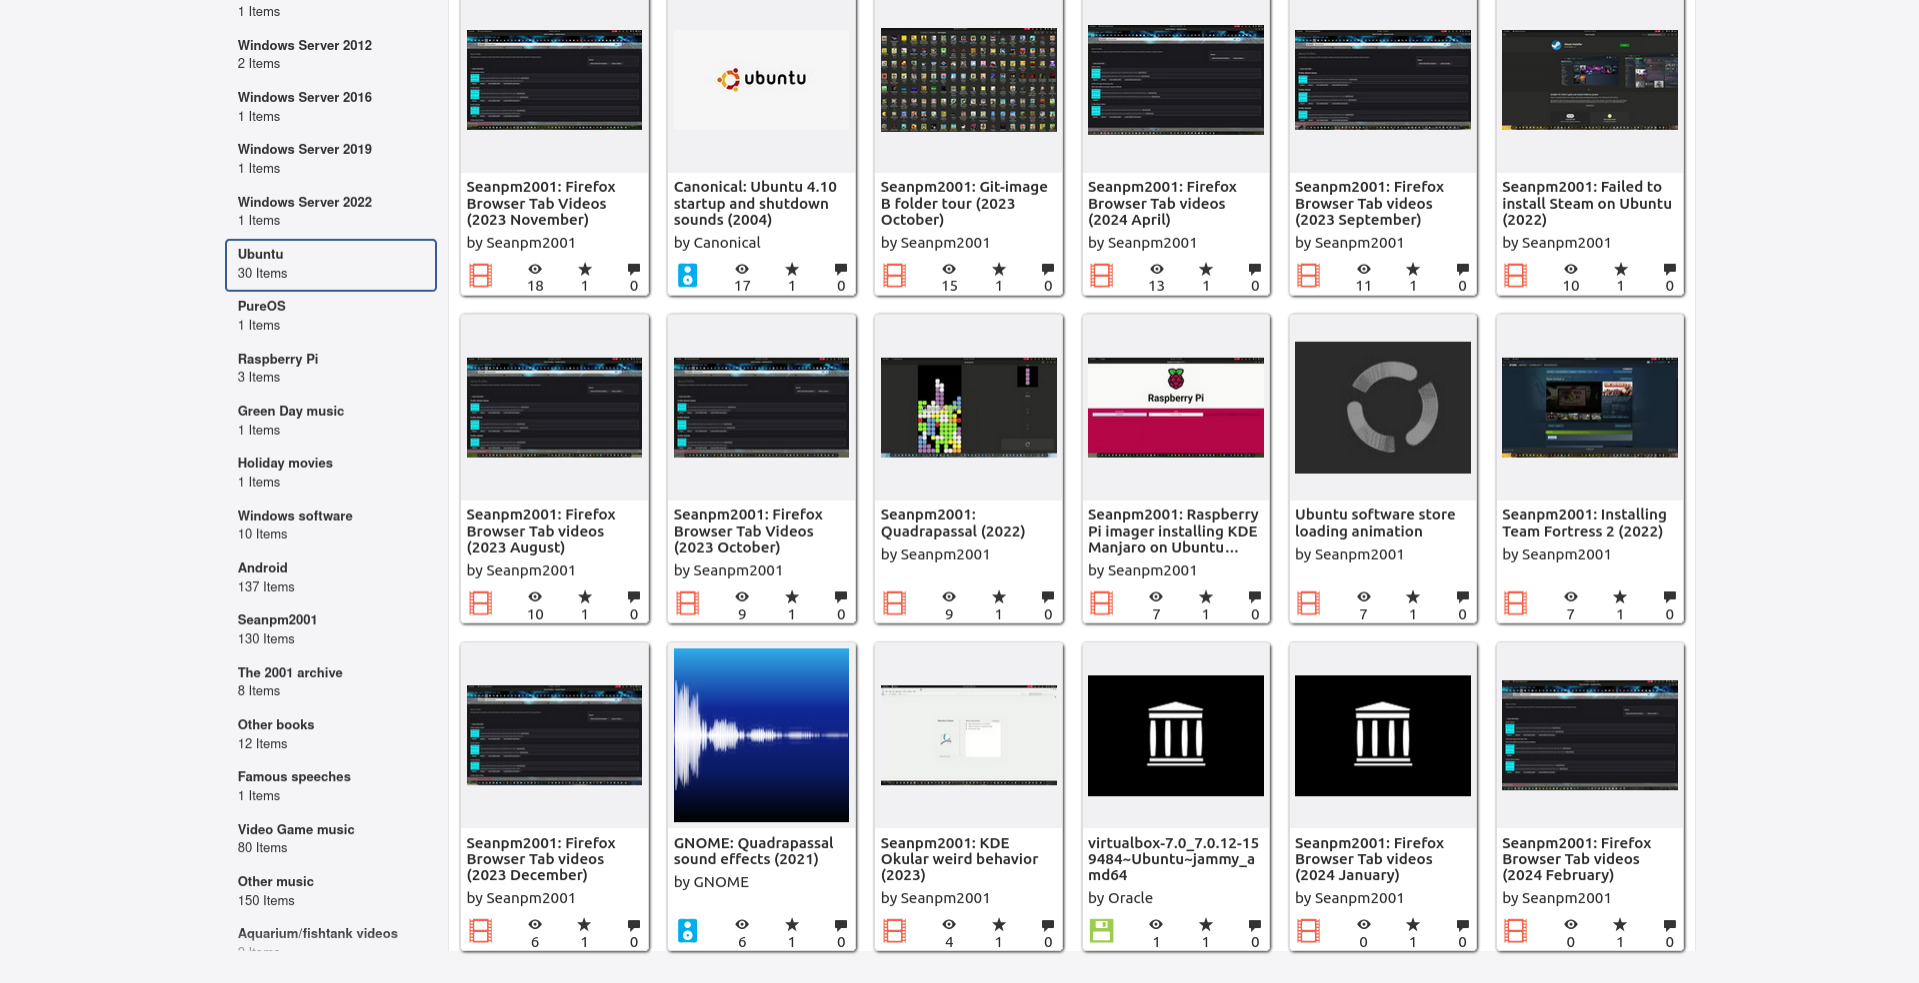 1 Items
Windows Server 2012
2 Items
Windows Server 2016
1 Items
Windows Server 2019
1 Items
Windows Server 2022
1 Items
Ubuntu
30 Items
PureOS
1 Items
Raspberry Pi
3 Items
Green Day music
1 Items
Holiday movies
1 Items
Windows software
10 Items
Android
137 Items
Seanpm2001
130 Items
The 2001 archive
8 Items
Other books
12 Items
Famous speeches
1 Items
Video Game music
80 Items
Other music
150 Items
Aquarium/fishtank videos
Seanpm2001: Firefox
Browser Tab Videos
(2023 November)
by Seanpm2001
18 1 0
ubuntu
Canonical: Ubuntu 4.10
startup and shutdown
sounds (2004)
by Canonical
17 1 0
Seanpm2001: Git-image
B folder tour (2023
October)
by Seanpm2001
15 1 0
Seanpm2001: Firefox
Browser Tab videos
(2024 April)
by Seanpm2001
13 1 0
Seanpm2001: Firefox
Browser Tab videos
(2023 September)
by Seanpm2001
11 1 0
Seanpm2001: Failed to
install Steam on Ubuntu
(2022)
by Seanpm2001
10 1 0
Seanpm2001: Firefox
Browser Tab videos
(2023 August)
by Seanpm2001
10 1 0
Seanpm2001: Firefox
Browser Tab Videos
(2023 October)
by Seanpm2001
9 1 0
Seanpm2001:
Quadrapassal (2022)
by Seanpm2001
9 1 0
Raspberry Pi
Seanpm2001: Raspberry
Pi imager installing KDE
Manjaro on Ubuntu...
by Seanpm2001
7 1 0
Ubuntu software store
loading animation
by Seanpm2001
7 1 0
Seanpm2001: Installing
Team Fortress 2 (2022)
by Seanpm2001
7 1 0
Seanpm2001: Firefox
Browser Tab videos
(2023 December)
by Seanpm2001
6 1 0
GNOME: Quadrapassal
sound effects (2021)
by GNOME
6 1 0
Seanpm2001: KDE
Okular weird behavior
(2023)
by Seanpm2001
4 1 0
virtualbox-7.0_7.0.12-15
9484~Ubuntu~jammy_a
md64
by Oracle
1 1 0
Seanpm2001: Firefox
Browser Tab videos
(2024 January)
by Seanpm2001
0 1 0
Seanpm2001: Firefox
Browser Tab videos
(2024 February)
by Seanpm2001
0 1 0